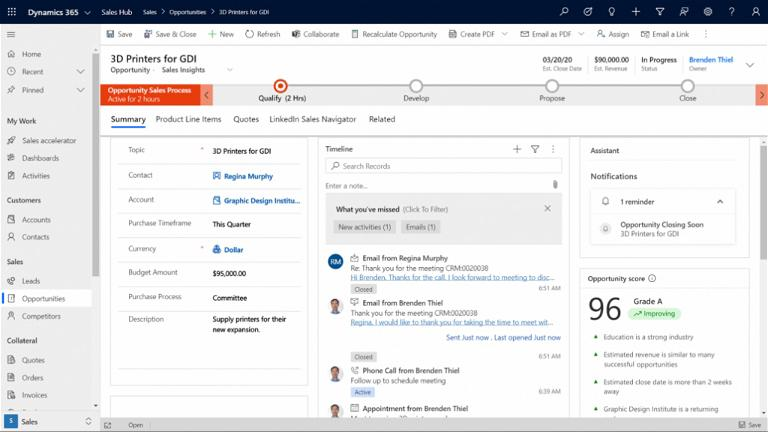 Dynamics 365
Sales Hub
Sales > Opportunities > 3D Printers for GDI
Home
Recent
Pinned
My Work
Sales accelerator
Dashboards
Activities
Customers
Accounts
Contacts
Sales
Leads
Opportunities
Competitors
Collateral
Quotes
Orders
Invoices
S Sales
Save
Save & Close
New
Refresh
Collaborate
Recalculate Opportunity
Create PDF
Email as PDF
Assign
Email a Link
3D Printers for GDI
Opportunity · Sales Insights
03/20/20
Est. Close Date
$90,000.00
Est. Revenue
In Progress
Status
Brenden Thiel
Owner
Opportunity Sales Process
Active for 2 hours
Qualify (2 Hrs)
Develop
Propose
Close
Summary
Product Line Items
Quotes
LinkedIn Sales Navigator
Related
Topic * 3D Printers for GDI
Contact Regina Murphy
Account Graphic Design Institu...
Purchase Timeframe This Quarter
Currency * Dollar
Budget Amount $95,000.00
Purchase Process Committee
Description Supply printers for their
new expansion.
Timeline
Search Records
Enter a note...
What you've missed (Click To Filter)
New activities (1)
Emails (1)
RM
Email from Regina Murphy
Re: Thank you for the meeting CRM:0020038
Hi Brenden. Thanks for the call. I look forward to meeting to disc...
Closed
6:51 AM
Email from Brenden Thiel
Thank you for the meeting CRM:0020038
Regina, I would like to thank you for taking the time to meet wit...
Sent Just now . Last opened Just now
Closed
6:51 AM
Phone Call from Brenden Thiel
Follow up to schedule meeting
Active
6:39 AM
Appointment from Brenden Thiel
Assistant
Notifications
1 reminder
Opportunity Closing Soon
3D Printers for GDI
Opportunity score
96
Grade A
Improving
Education is a strong industry
Estimated revenue is similar to many
successful opportunities
Estimated close date is more than 2 weeks
away
Graphic Design Institute is a returning
Open
Save